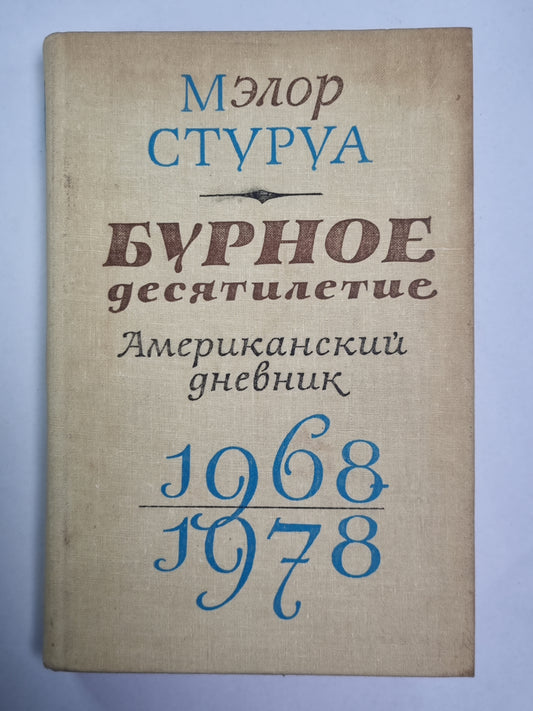 Мэлор
СТУРУА
БУРНОЕ
десятилетие
Американский
дневник
1968
1978